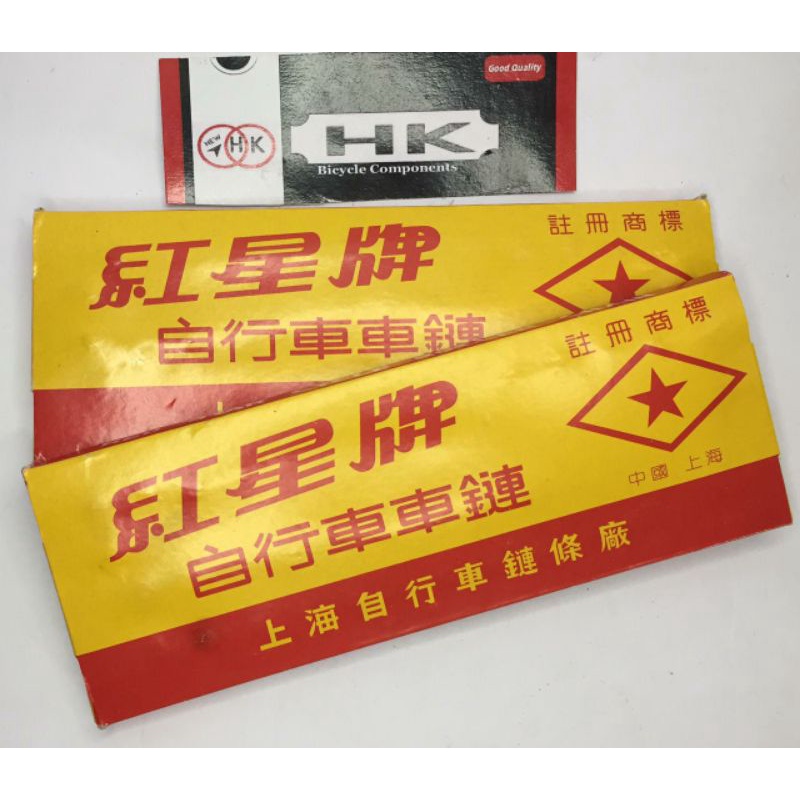 Good Quality
NEW HK
HK
Bicycle Components
紅星牌
註冊商標
自行車車鏈
紅星牌
註冊商標
自行車車鏈
中國 上海
上海自行車鏈條廠